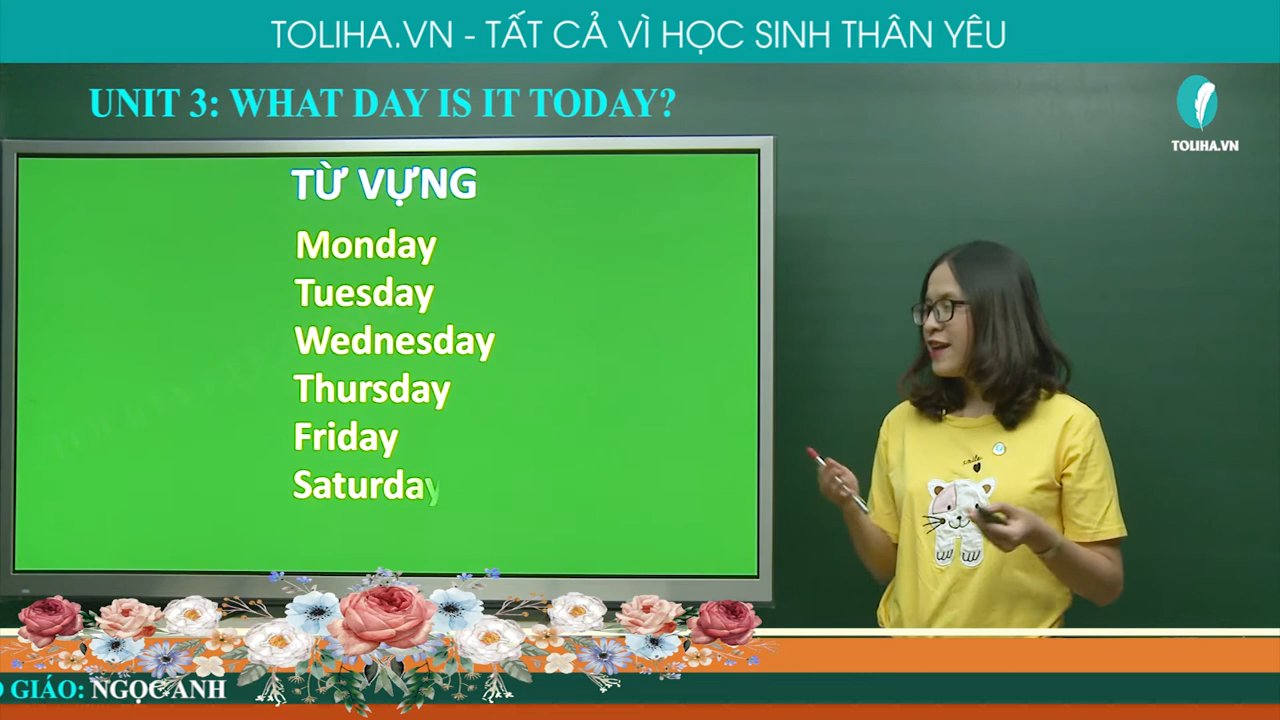 TOLIHA.VN - TẤT CẢ VÌ HỌC SINH THÂN YÊU
UNIT 3: WHAT DAY IS IT TODAY?
TOLIHA.VN
TỪ VỰNG
Monday
Tuesday
Wednesday
Thursday
Friday
Saturday
smile
GIÁO: NGỌC ANH